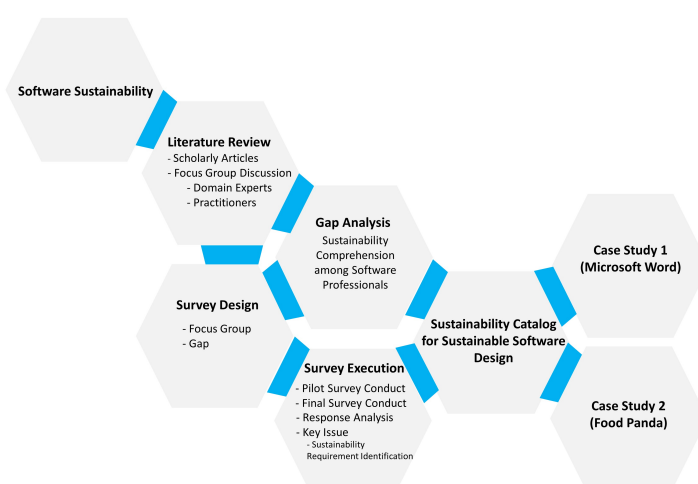 Software Sustainability
Literature Review
- Scholarly Articles
- Focus Group Discussion
- Domain Experts
- Practitioners
Gap Analysis
Sustainability
Comprehension
among Software
Professionals
Survey Design
- Focus Group
- Gap
Survey Execution
- Pilot Survey Conduct
- Final Survey Conduct
- Response Analysis
- Key Issue
- Sustainability
Requirement Identification
Sustainability Catalog
for Sustainable Software
Design
Case Study 1
(Microsoft Word)
Case Study 2
(Food Panda)